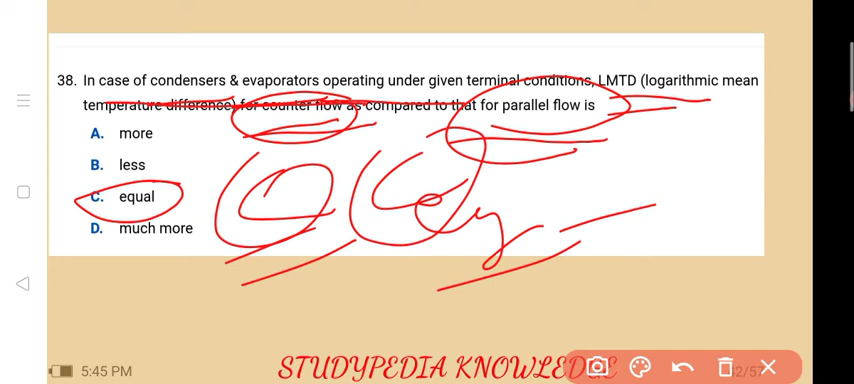 38. In case of condensers & evaporators operating under given terminal conditions, LMTD (logarithmic mean
temperature difference) for counter flow as compared to that for parallel flow is
A. more
B. less
C. equal
D. much more
5:45 PM
STUDYPEDIA KNOWLEDGE